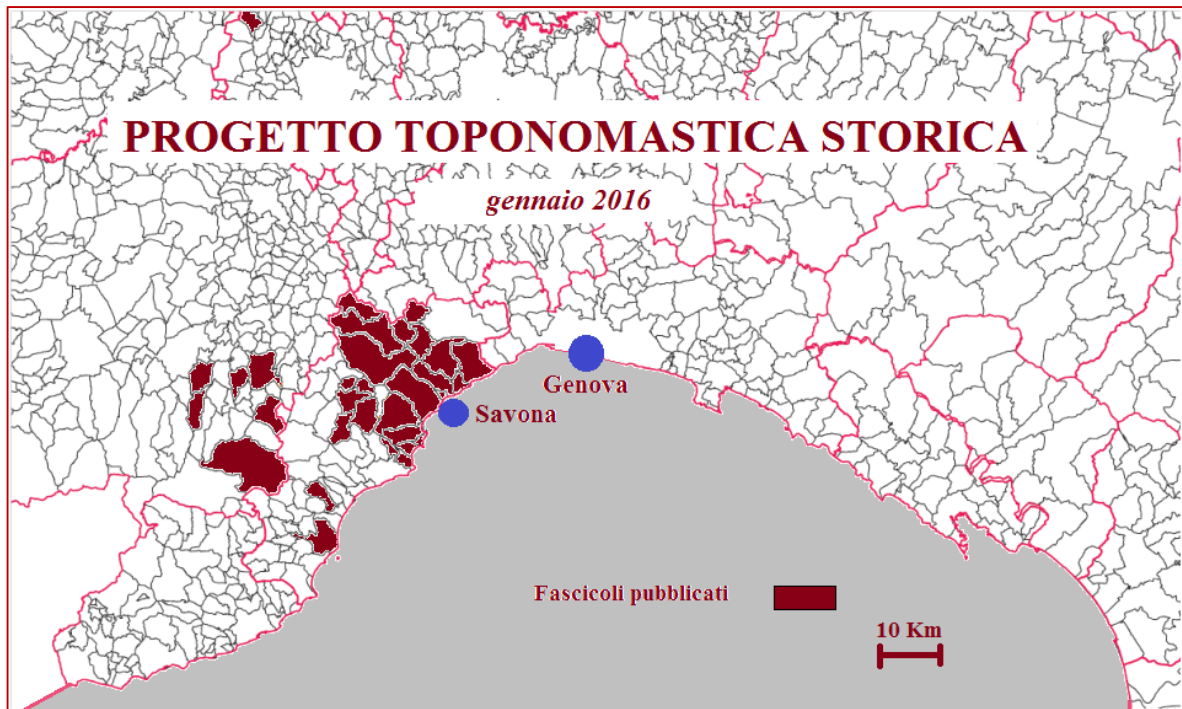 PROGETTO TOPONOMASTICA STORICA
gennaio 2016
Genova
Savona
Fascicoli pubblicati
10 Km